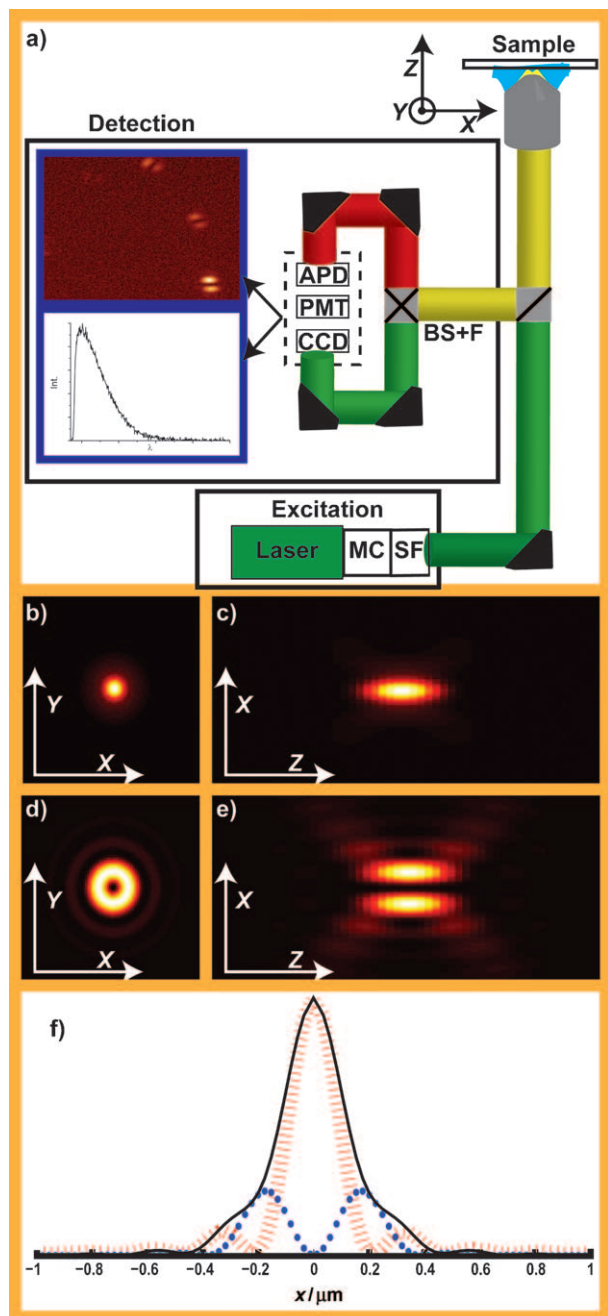 a)
Sample
Z
Y
X
Detection
APD
PMT
CCD
BS+F
Int.
λ
Excitation
Laser
MC
SF
b)
Y
X
c)
X
Z
d)
Y
X
e)
X
Z
f)
−1 −0.8 −0.6 −0.4 −0.2 0 0.2 0.4 0.6 0.8 1
x/μm